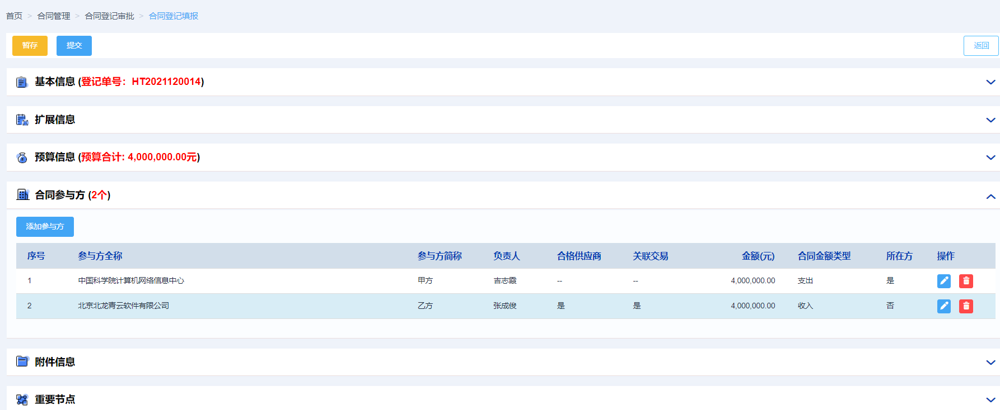 首页 > 合同管理 > 合同登记审批 > 合同登记填报
暂存 提交 返回
基本信息 (登记单号：HT2021120014)
扩展信息
预算信息 (预算合计: 4,000,000.00元)
合同参与方 (2个)
添加参与方
序号 参与方全称 参与方简称 负责人 合格供应商 关联交易 金额(元) 合同金额类型 所在方 操作
1 中国科学院计算机网络信息中心 甲方 吉志霞 -- -- 4,000,000.00 支出 是
2 北京北龙青云软件有限公司 乙方 张成俊 是 是 4,000,000.00 收入 否
附件信息
重要节点